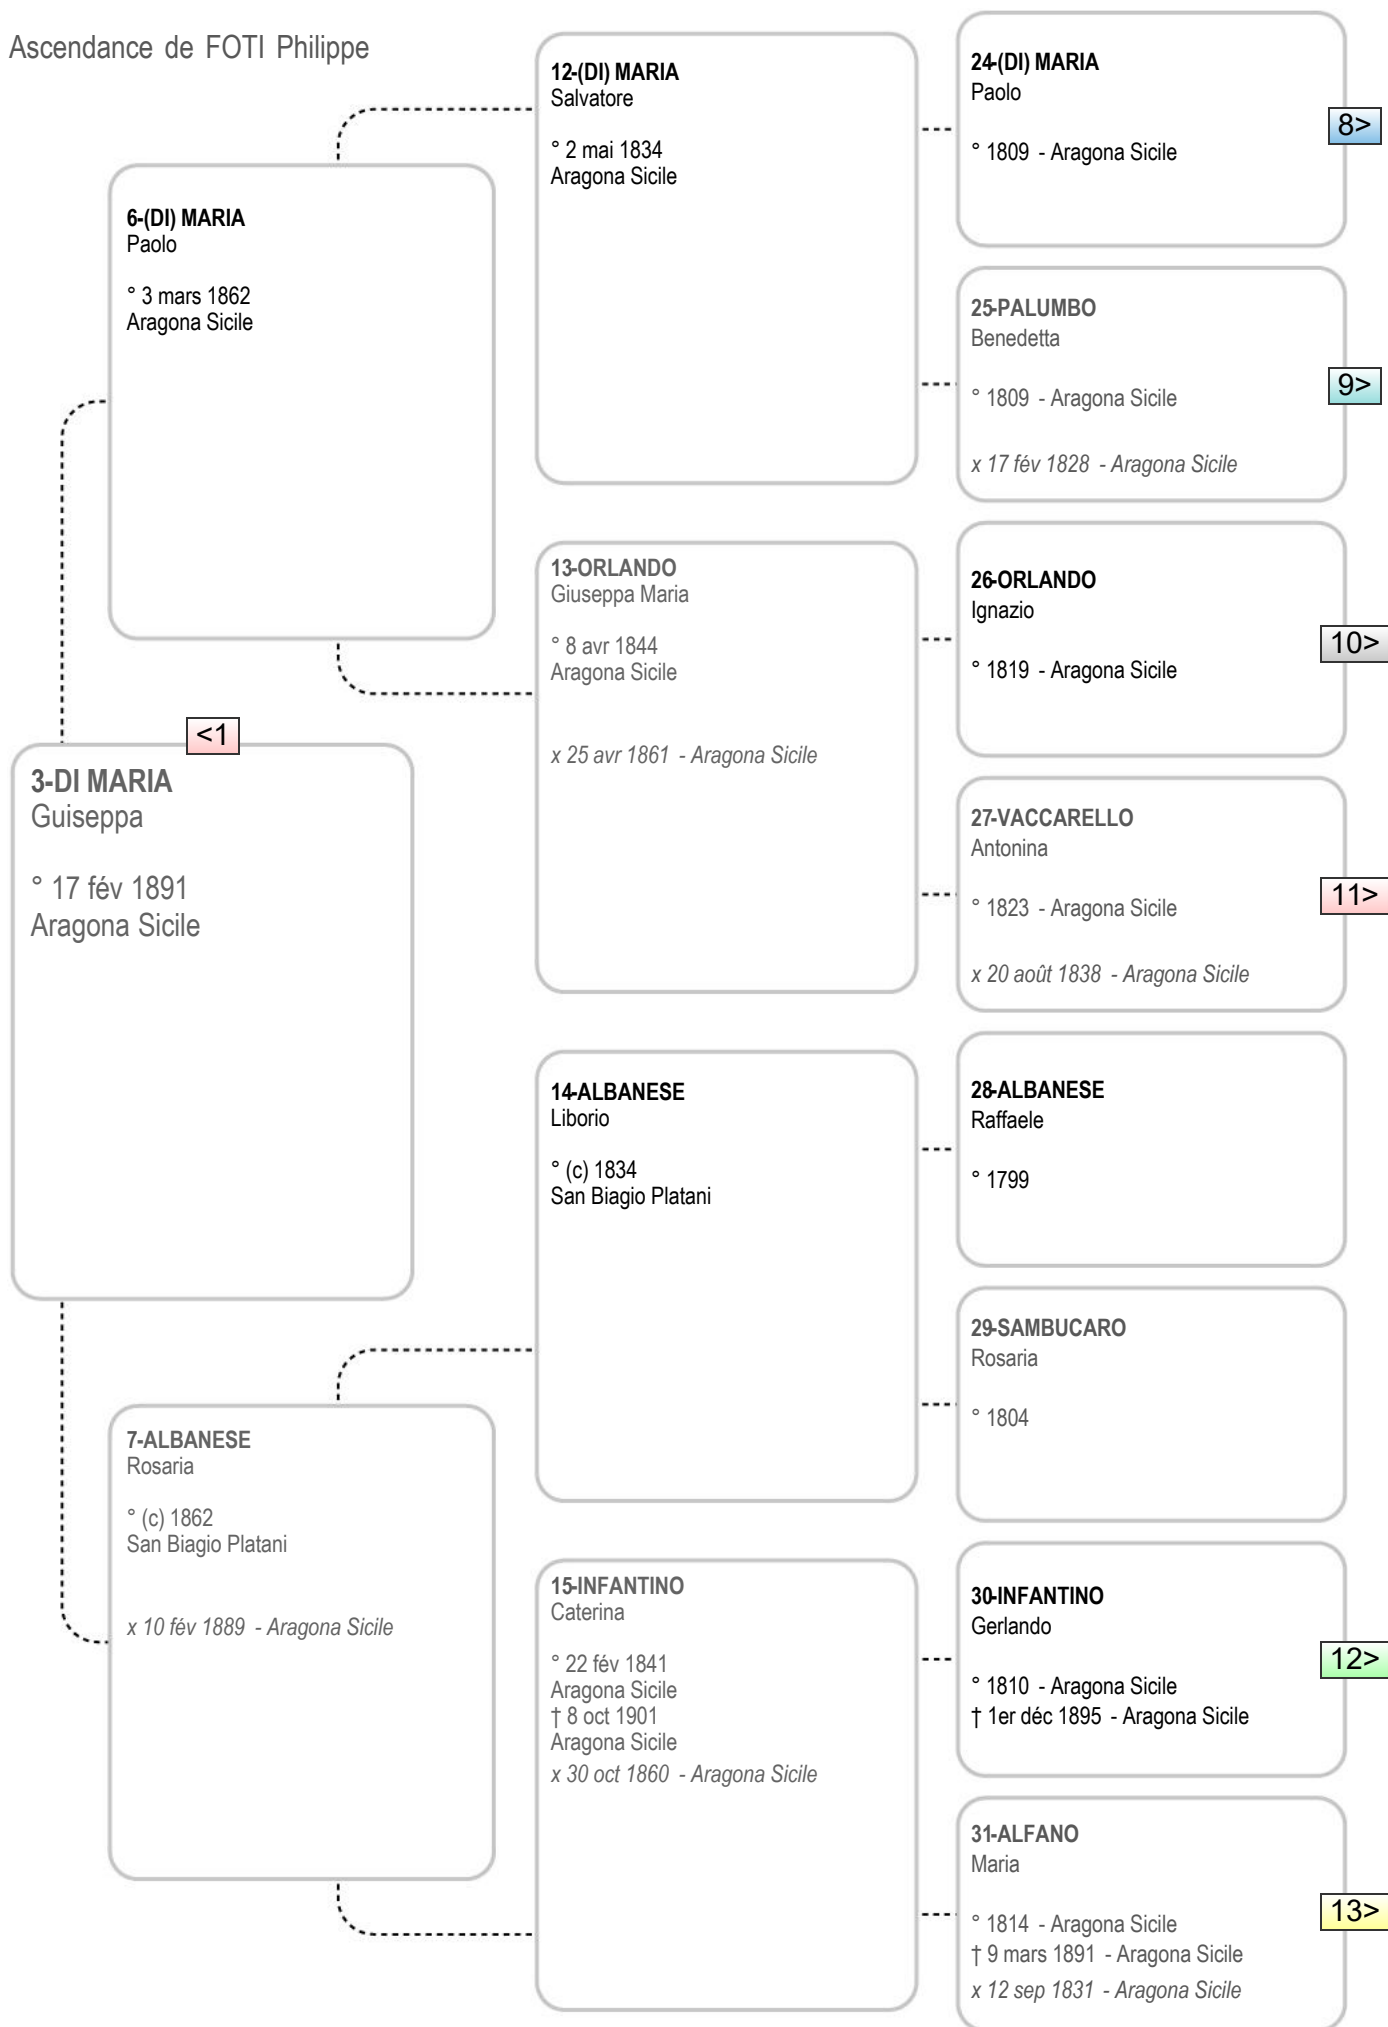 Ascendance de FOTI Philippe
<1
3-DI MARIA
Guiseppa
° 17 fév 1891
Aragona Sicile
6-(DI) MARIA
Paolo
° 3 mars 1862
Aragona Sicile
7-ALBANESE
Rosaria
° (c) 1862
San Biagio Platani
x 10 fév 1889 - Aragona Sicile
12-(DI) MARIA
Salvatore
° 2 mai 1834
Aragona Sicile
13-ORLANDO
Giuseppa Maria
° 8 avr 1844
Aragona Sicile
x 25 avr 1861 - Aragona Sicile
14-ALBANESE
Liborio
° (c) 1834
San Biagio Platani
15-INFANTINO
Caterina
° 22 fév 1841
Aragona Sicile
† 8 oct 1901
Aragona Sicile
x 30 oct 1860 - Aragona Sicile
24-(DI) MARIA
Paolo
° 1809 - Aragona Sicile
8>
25-PALUMBO
Benedetta
° 1809 - Aragona Sicile
x 17 fév 1828 - Aragona Sicile
9>
26-ORLANDO
Ignazio
° 1819 - Aragona Sicile
10>
27-VACCARELLO
Antonina
° 1823 - Aragona Sicile
x 20 août 1838 - Aragona Sicile
11>
28-ALBANESE
Raffaele
° 1799
29-SAMBUCARO
Rosaria
° 1804
30-INFANTINO
Gerlando
° 1810 - Aragona Sicile
† 1er déc 1895 - Aragona Sicile
12>
31-ALFANO
Maria
° 1814 - Aragona Sicile
† 9 mars 1891 - Aragona Sicile
x 12 sep 1831 - Aragona Sicile
13>